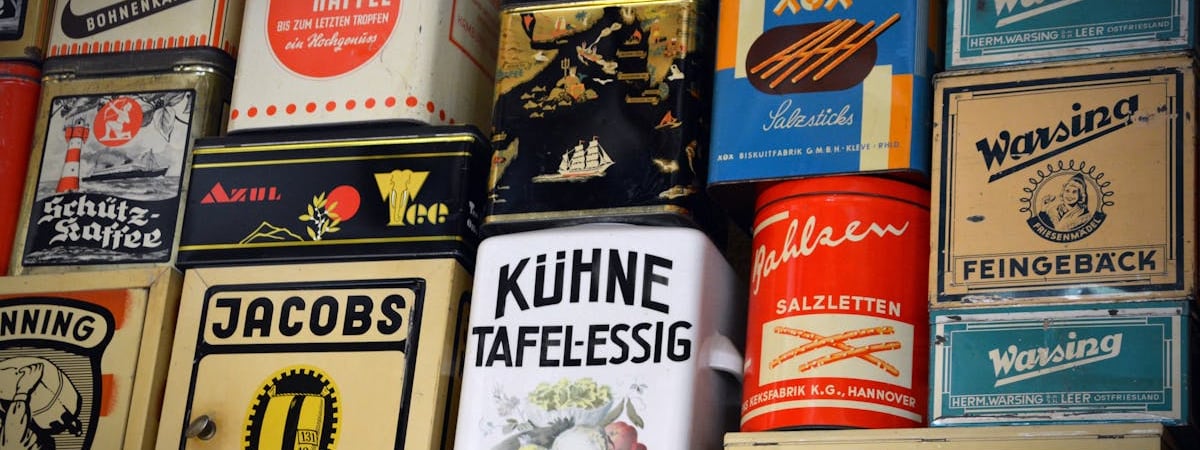 BOHNENKA
KAFFEE
BIS ZUM LETZTEN TROPFEN
ein Hochgenuss
XOX
Salzsticks
XOX BISKUITFABRIK G.M.B.H · KLEVE · RHLD
Warsing
HERM. WARSING LEER OSTFRIESLAND
Schütz-
Kaffee
AZUL
Tee
Warsing
FRIESENMÄDEL
FEINGEBÄCK
Bahlsen
SALZLETTEN
S KEKSFABRIK K.G., HANNOVER
NNING
JACOBS
131
KÜHNE
TAFEL-ESSIG
Warsing
HERM. WARSING LEER OSTFRIESLAND